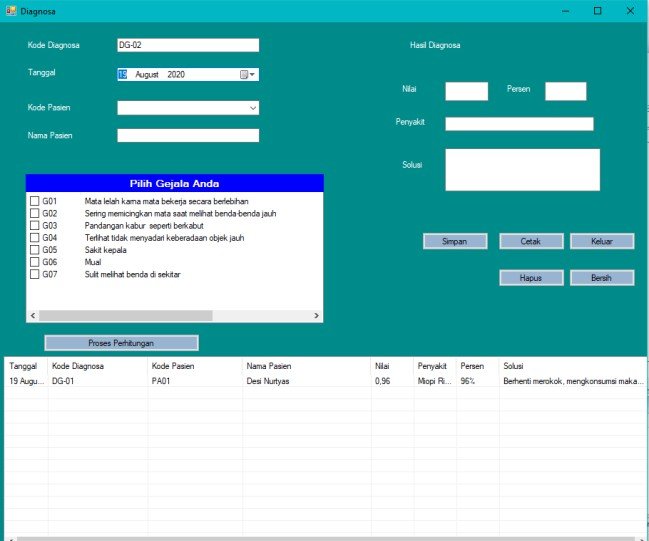 Diagnosa
Kode Diagnosa DG-02
Tanggal 19 August 2020
Kode Pasien
Nama Pasien
Hasil Diagnosa
Nilai Persen
Penyakit
Solusi
Pilih Gejala Anda
G01 Mata lelah karna mata bekerja secara berlebihan
G02 Sering memicingkan mata saat melihat benda-benda jauh
G03 Pandangan kabur seperti berkabut
G04 Terlihat tidak menyadari keberadaan objek jauh
G05 Sakit kepala
G06 Mual
G07 Sulit melihat benda di sekitar
Simpan Cetak Keluar
Hapus Bersih
Proses Perhitungan
Tanggal Kode Diagnosa Kode Pasien Nama Pasien Nilai Penyakit Persen Solusi
19 Augu... DG-01 PA01 Desi Nurtyas 0,96 Miopi Ri... 96% Berhenti merokok, mengkonsumsi maka...